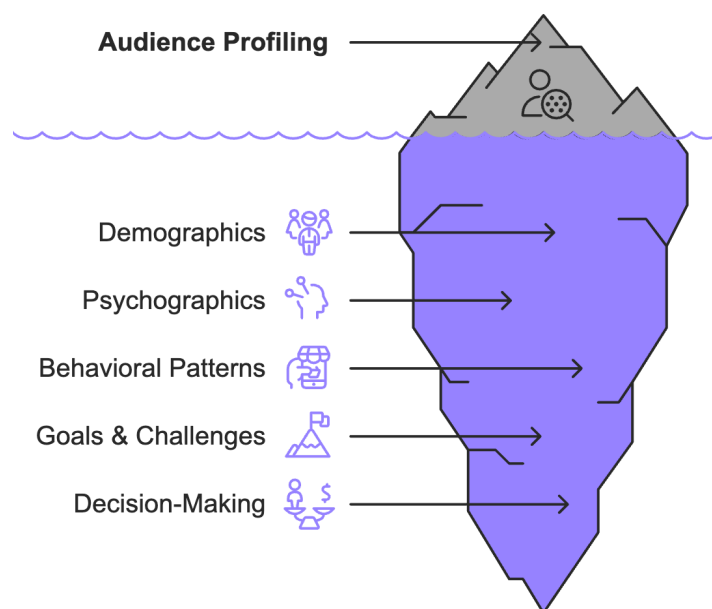 Audience Profiling
Demographics
Psychographics
Behavioral Patterns
Goals & Challenges
Decision-Making
$